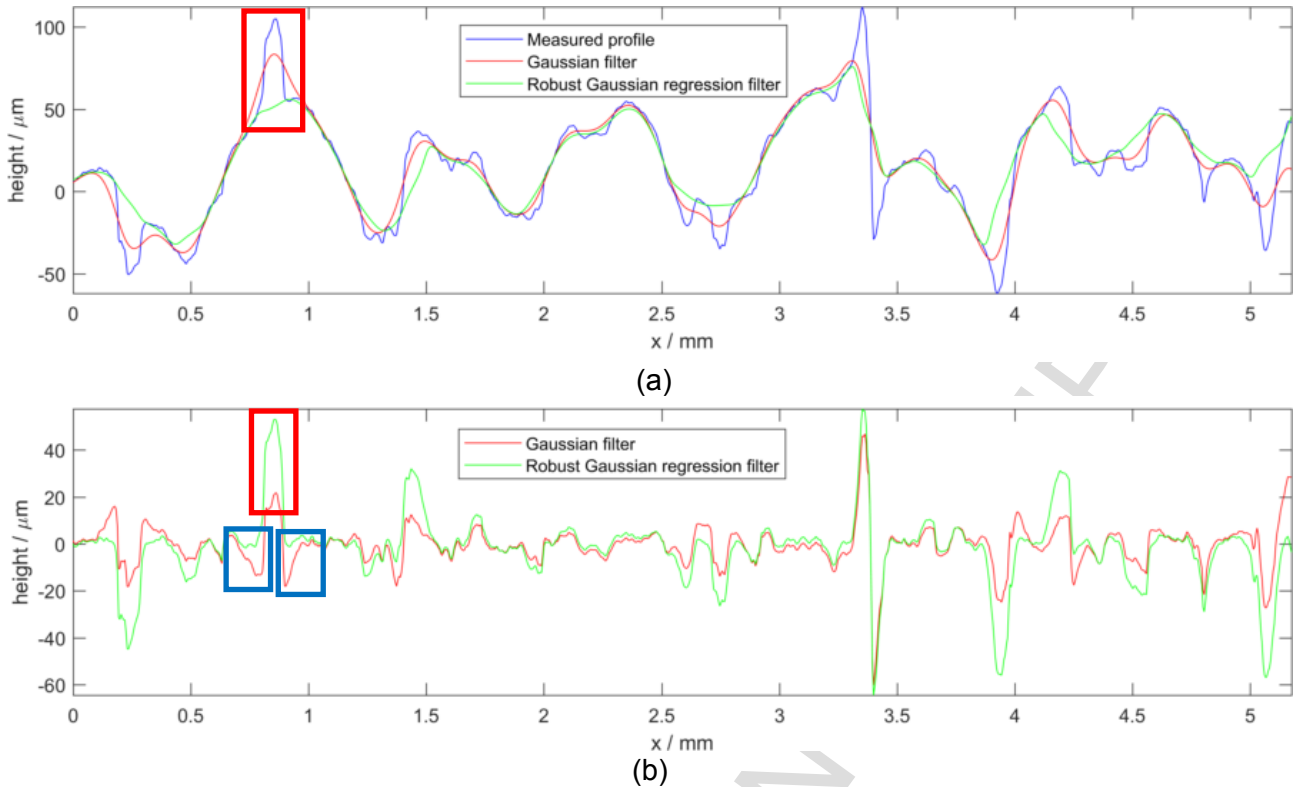 100
50
0
-50
height / μm
Measured profile
Gaussian filter
Robust Gaussian regression filter
0 0.5 1 1.5 2 2.5 3 3.5 4 4.5 5
x / mm
(a)
40
20
0
-20
-40
-60
height / μm
Gaussian filter
Robust Gaussian regression filter
0 0.5 1 1.5 2 2.5 3 3.5 4 4.5 5
x / mm
(b)